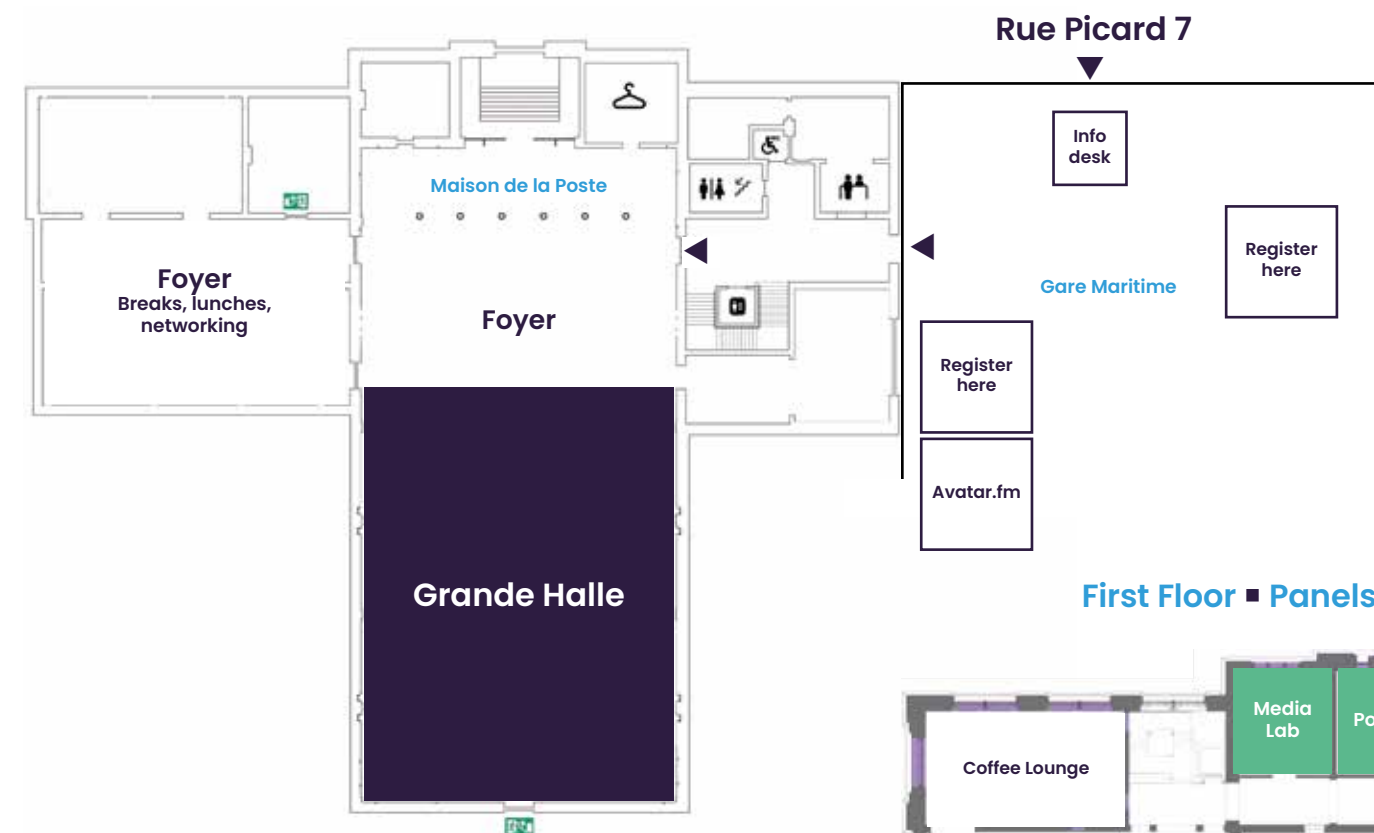 Rue Picard 7
Info
desk
Maison de la Poste
Register
here
Foyer
Breaks, lunches,
networking
Gare Maritime
Foyer
Register
here
Avatar.fm
Grande Halle
First Floor ▪ Panels
Media
Lab
Coffee Lounge